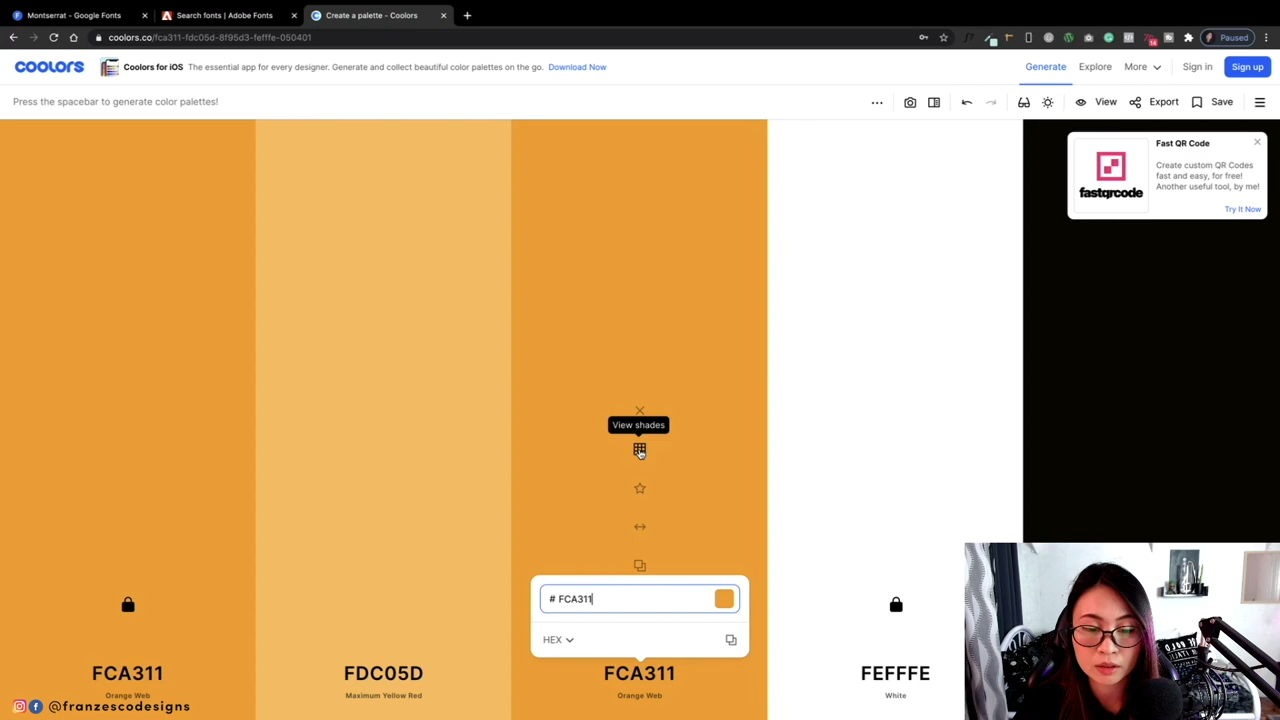 Montserrat - Google Fonts
Search fonts | Adobe Fonts
Create a palette - Coolors
coolors.co/fca311-fdc05d-8f95d3-fefffe-050401
Paused
coolors
Coolors for iOS The essential app for every designer. Generate and collect beautiful color palettes on the go. Download Now
Generate
Explore
More
Sign in
Sign up
Press the spacebar to generate color palettes!
View
Export
Save
Fast QR Code
Create custom QR Codes
fast and easy, for free!
Another useful tool, by me!
fastqrcode
Try It Now
View shades
# FCA311
HEX
FCA311
Orange Web
FDC05D
Maximum Yellow Red
FCA311
Orange Web
FEFFFE
White
@franzescodesigns